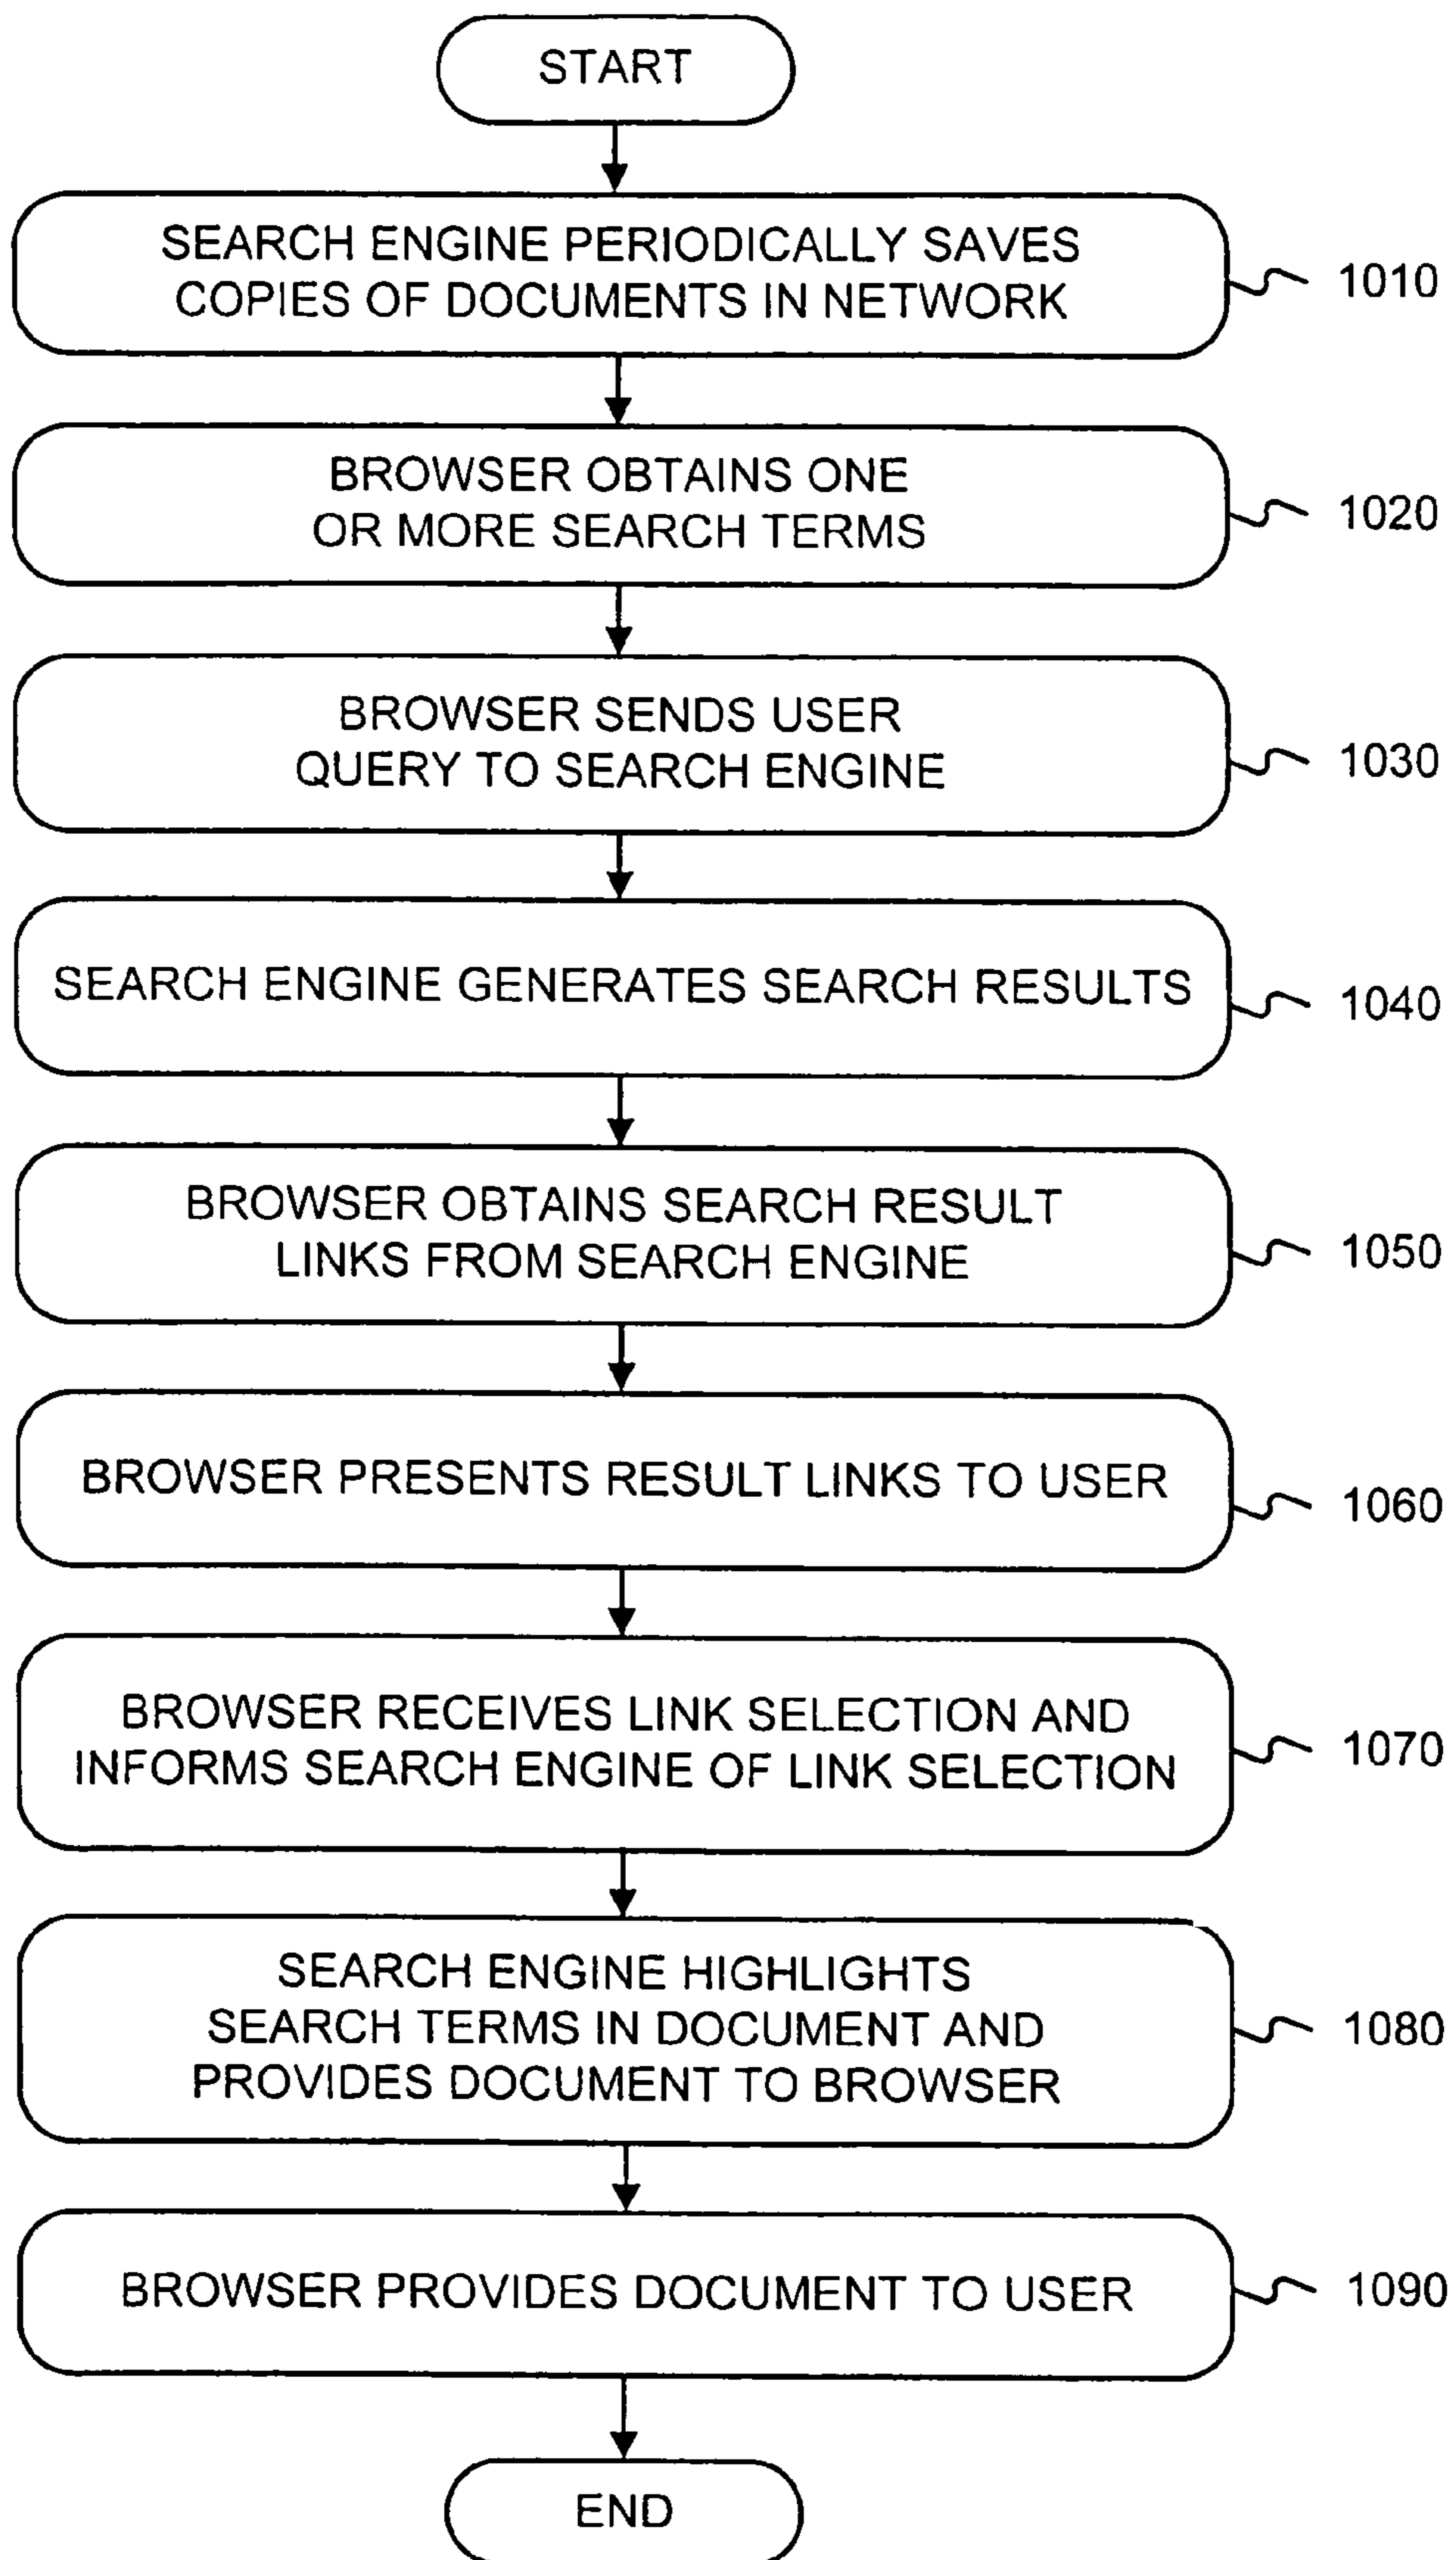 START
SEARCH ENGINE PERIODICALLY SAVES
COPIES OF DOCUMENTS IN NETWORK
1010
BROWSER OBTAINS ONE
OR MORE SEARCH TERMS
1020
BROWSER SENDS USER
QUERY TO SEARCH ENGINE
1030
SEARCH ENGINE GENERATES SEARCH RESULTS
1040
BROWSER OBTAINS SEARCH RESULT
LINKS FROM SEARCH ENGINE
1050
BROWSER PRESENTS RESULT LINKS TO USER
1060
BROWSER RECEIVES LINK SELECTION AND
INFORMS SEARCH ENGINE OF LINK SELECTION
1070
SEARCH ENGINE HIGHLIGHTS
SEARCH TERMS IN DOCUMENT AND
PROVIDES DOCUMENT TO BROWSER
1080
BROWSER PROVIDES DOCUMENT TO USER
1090
END